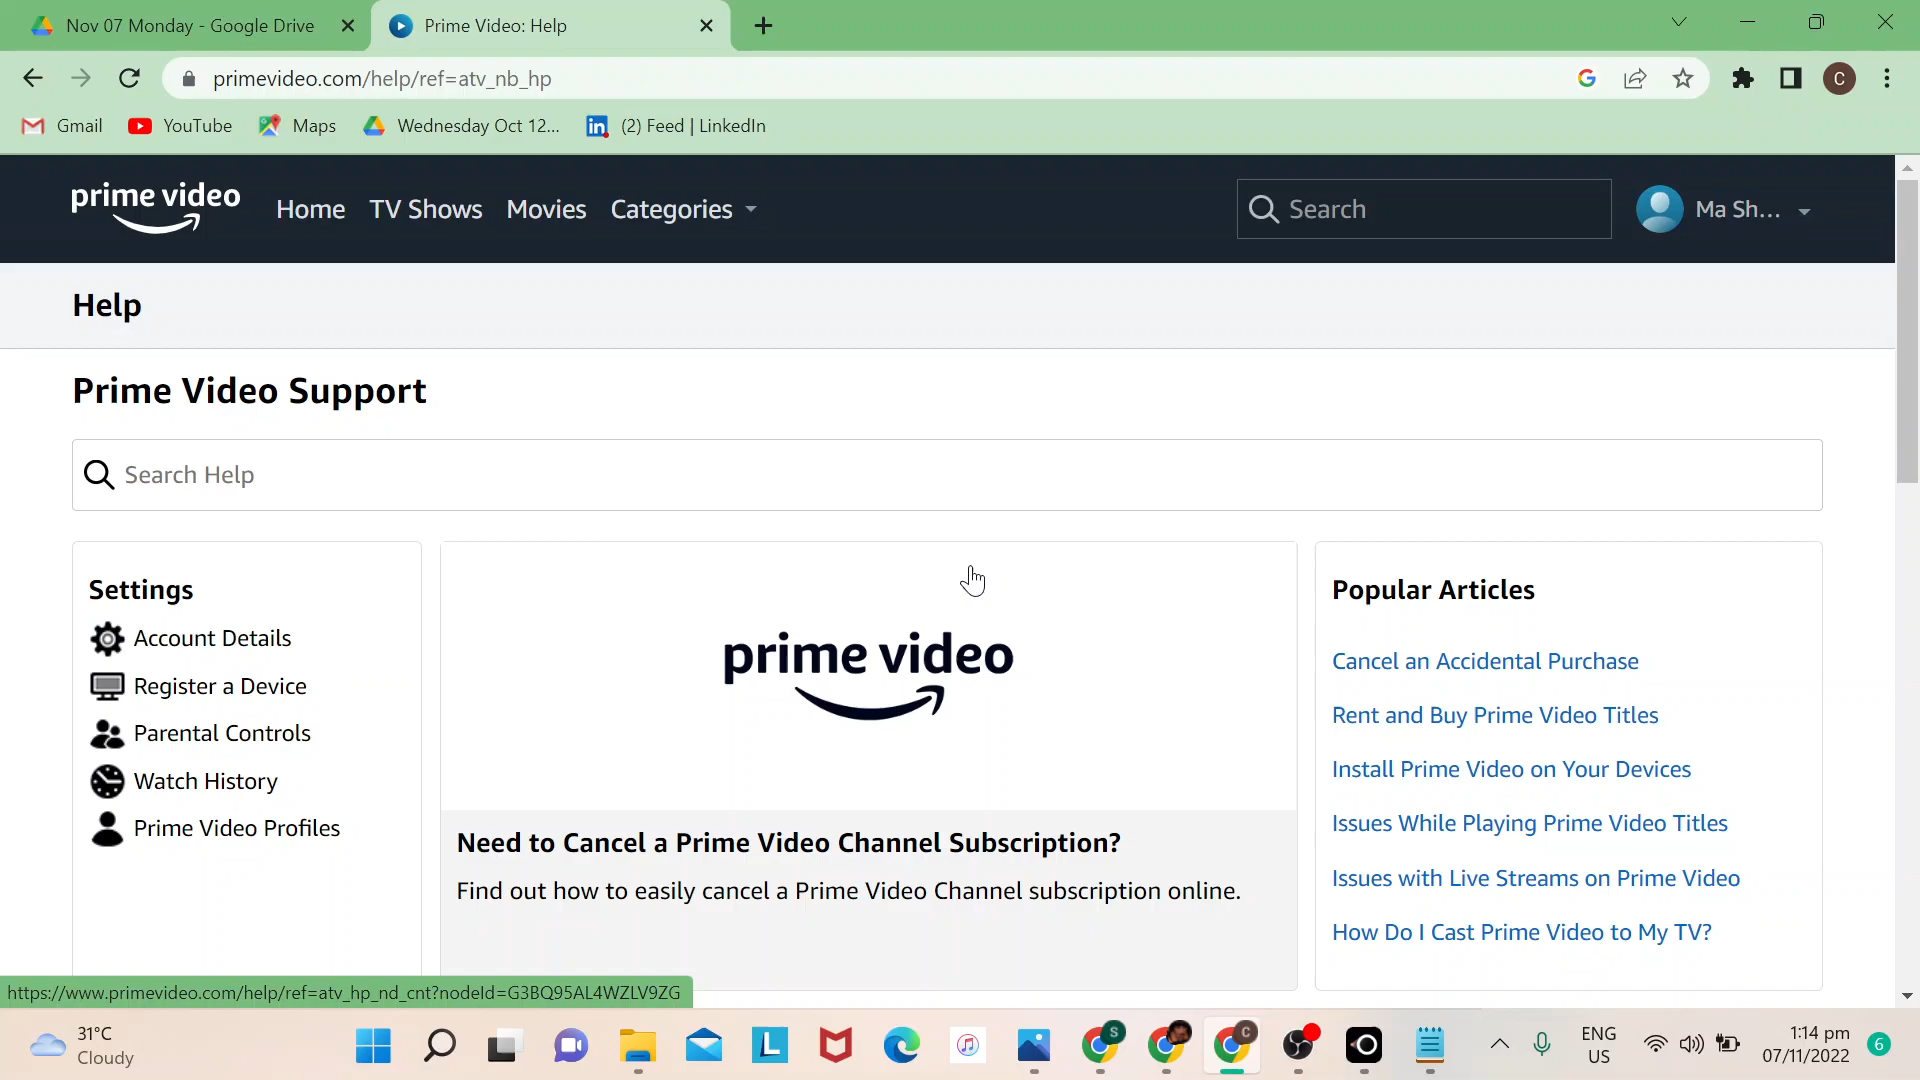 Nov 07 Monday - Google Drive
Prime Video: Help
primevideo.com/help/ref=atv_nb_hp
C
Gmail
YouTube
Maps
Wednesday Oct 12...
(2) Feed | LinkedIn
prime video
Home
TV Shows
Movies
Categories
Search
Ma Sh...
Help
Prime Video Support
Search Help
Settings
Account Details
Register a Device
Parental Controls
Watch History
Prime Video Profiles
prime video
Need to Cancel a Prime Video Channel Subscription?
Find out how to easily cancel a Prime Video Channel subscription online.
Popular Articles
Cancel an Accidental Purchase
Rent and Buy Prime Video Titles
Install Prime Video on Your Devices
Issues While Playing Prime Video Titles
Issues with Live Streams on Prime Video
How Do I Cast Prime Video to My TV?
https://www.primevideo.com/help/ref=atv_hp_nd_cnt?nodeId=G3BQ95AL4WZLV9ZG
31°C
Cloudy
L
S
C
ENG
US
1:14 pm
07/11/2022
6